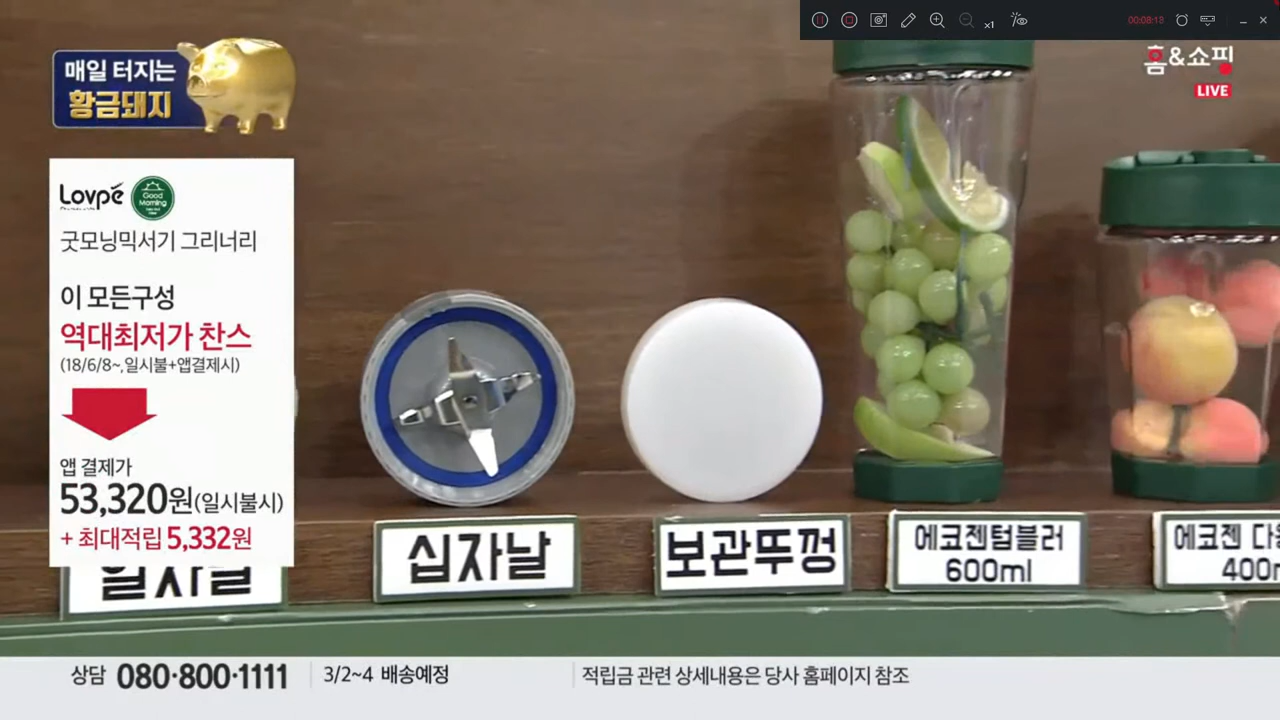 00:08:18
x1
매일 터지는
황금돼지
홈&쇼핑
LIVE
Lovpé
Good
Morning
굿모닝믹서기 그리너리
이 모든구성
역대최저가 찬스
(18/6/8~,일시불+앱결제시)
앱 결제가
53,320원(일시불시)
+ 최대적립 5,332원
일자날
십자날
보관뚜껑
에코젠텀블러
600ml
에코젠
400m
상담 080·800·1111
3/2~4 배송예정
적립금 관련 상세내용은 당사 홈페이지 참조